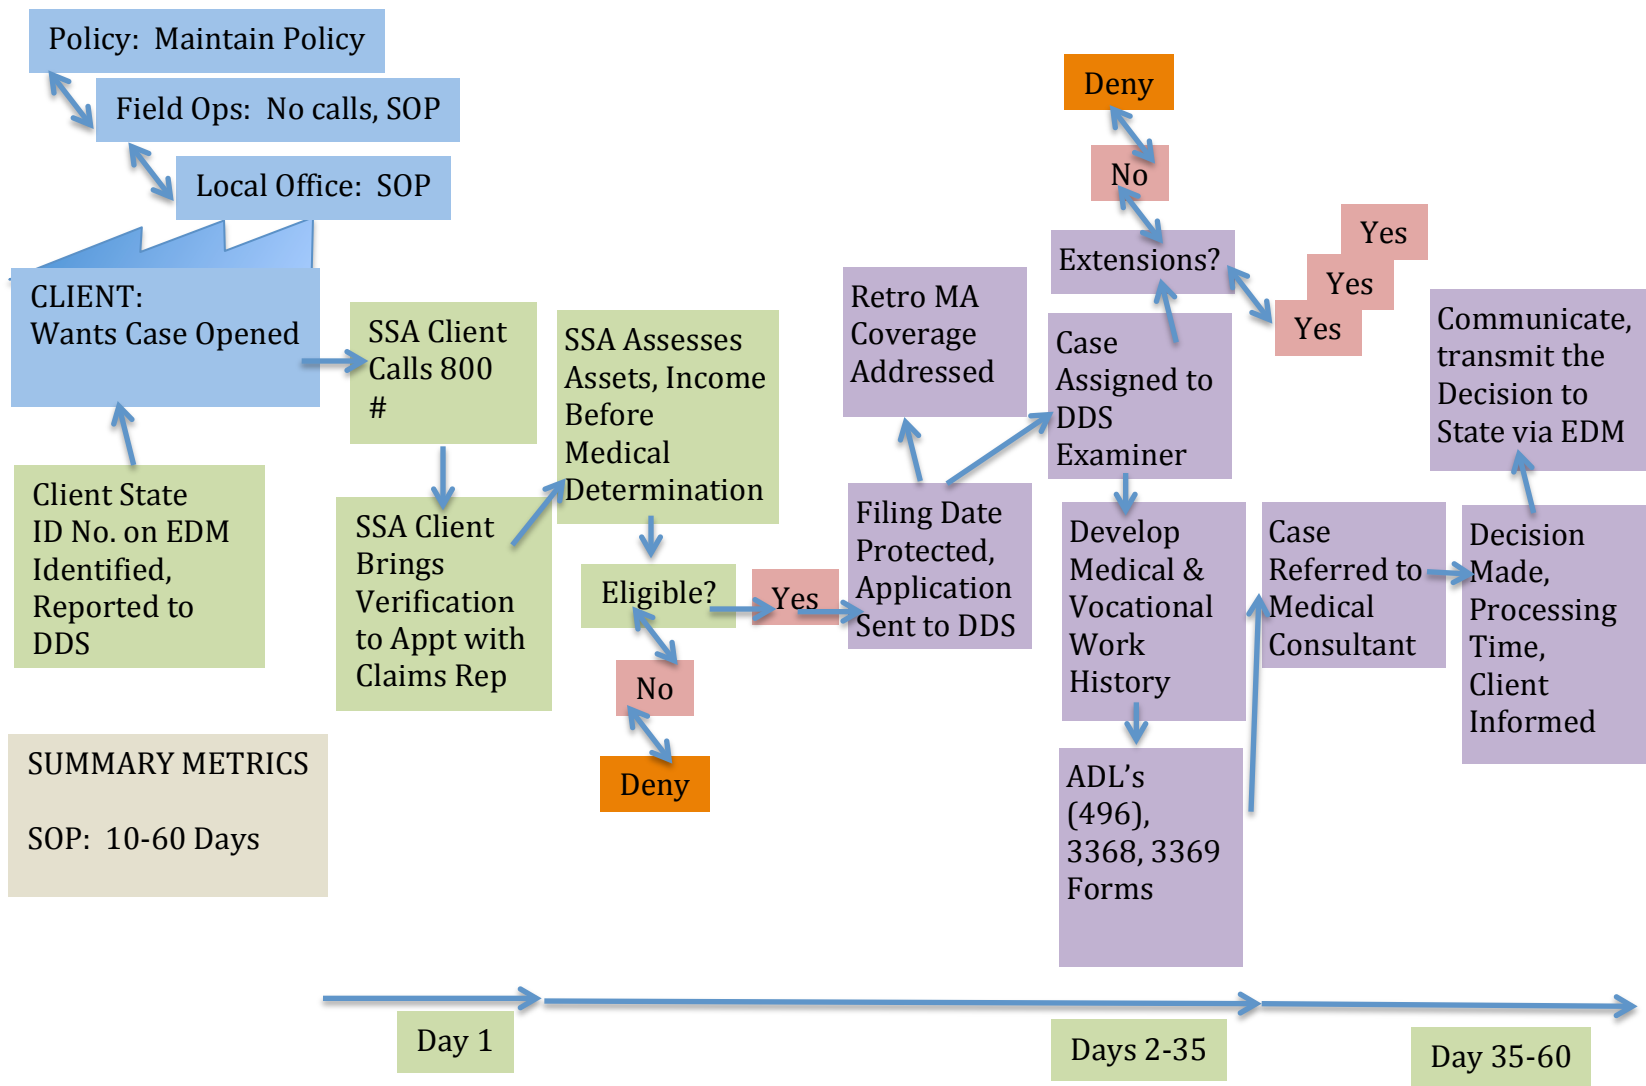 Policy:  Maintain Policy
Field Ops:  No calls, SOP
Local Office:  SOP
CLIENT:
Wants Case Opened
Client State
ID No. on EDM
Identified,
Reported to
DDS
SUMMARY METRICS
SOP:  10-60 Days
SSA Client
Calls 800
#
SSA Client
Brings
Verification
to Appt with
Claims Rep
SSA Assesses
Assets, Income
Before
Medical
Determination
Eligible?
Yes
No
Deny
Retro MA
Coverage
Addressed
Filing Date
Protected,
Application
Sent to DDS
Deny
No
Extensions?
Yes
Yes
Yes
Case
Assigned to
DDS
Examiner
Develop
Medical &
Vocational
Work
History
ADL’s
(496),
3368, 3369
Forms
Case
Referred to
Medical
Consultant
Communicate,
transmit the
Decision to
State via EDM
Decision
Made,
Processing
Time,
Client
Informed
Day 1
Days 2-35
Day 35-60